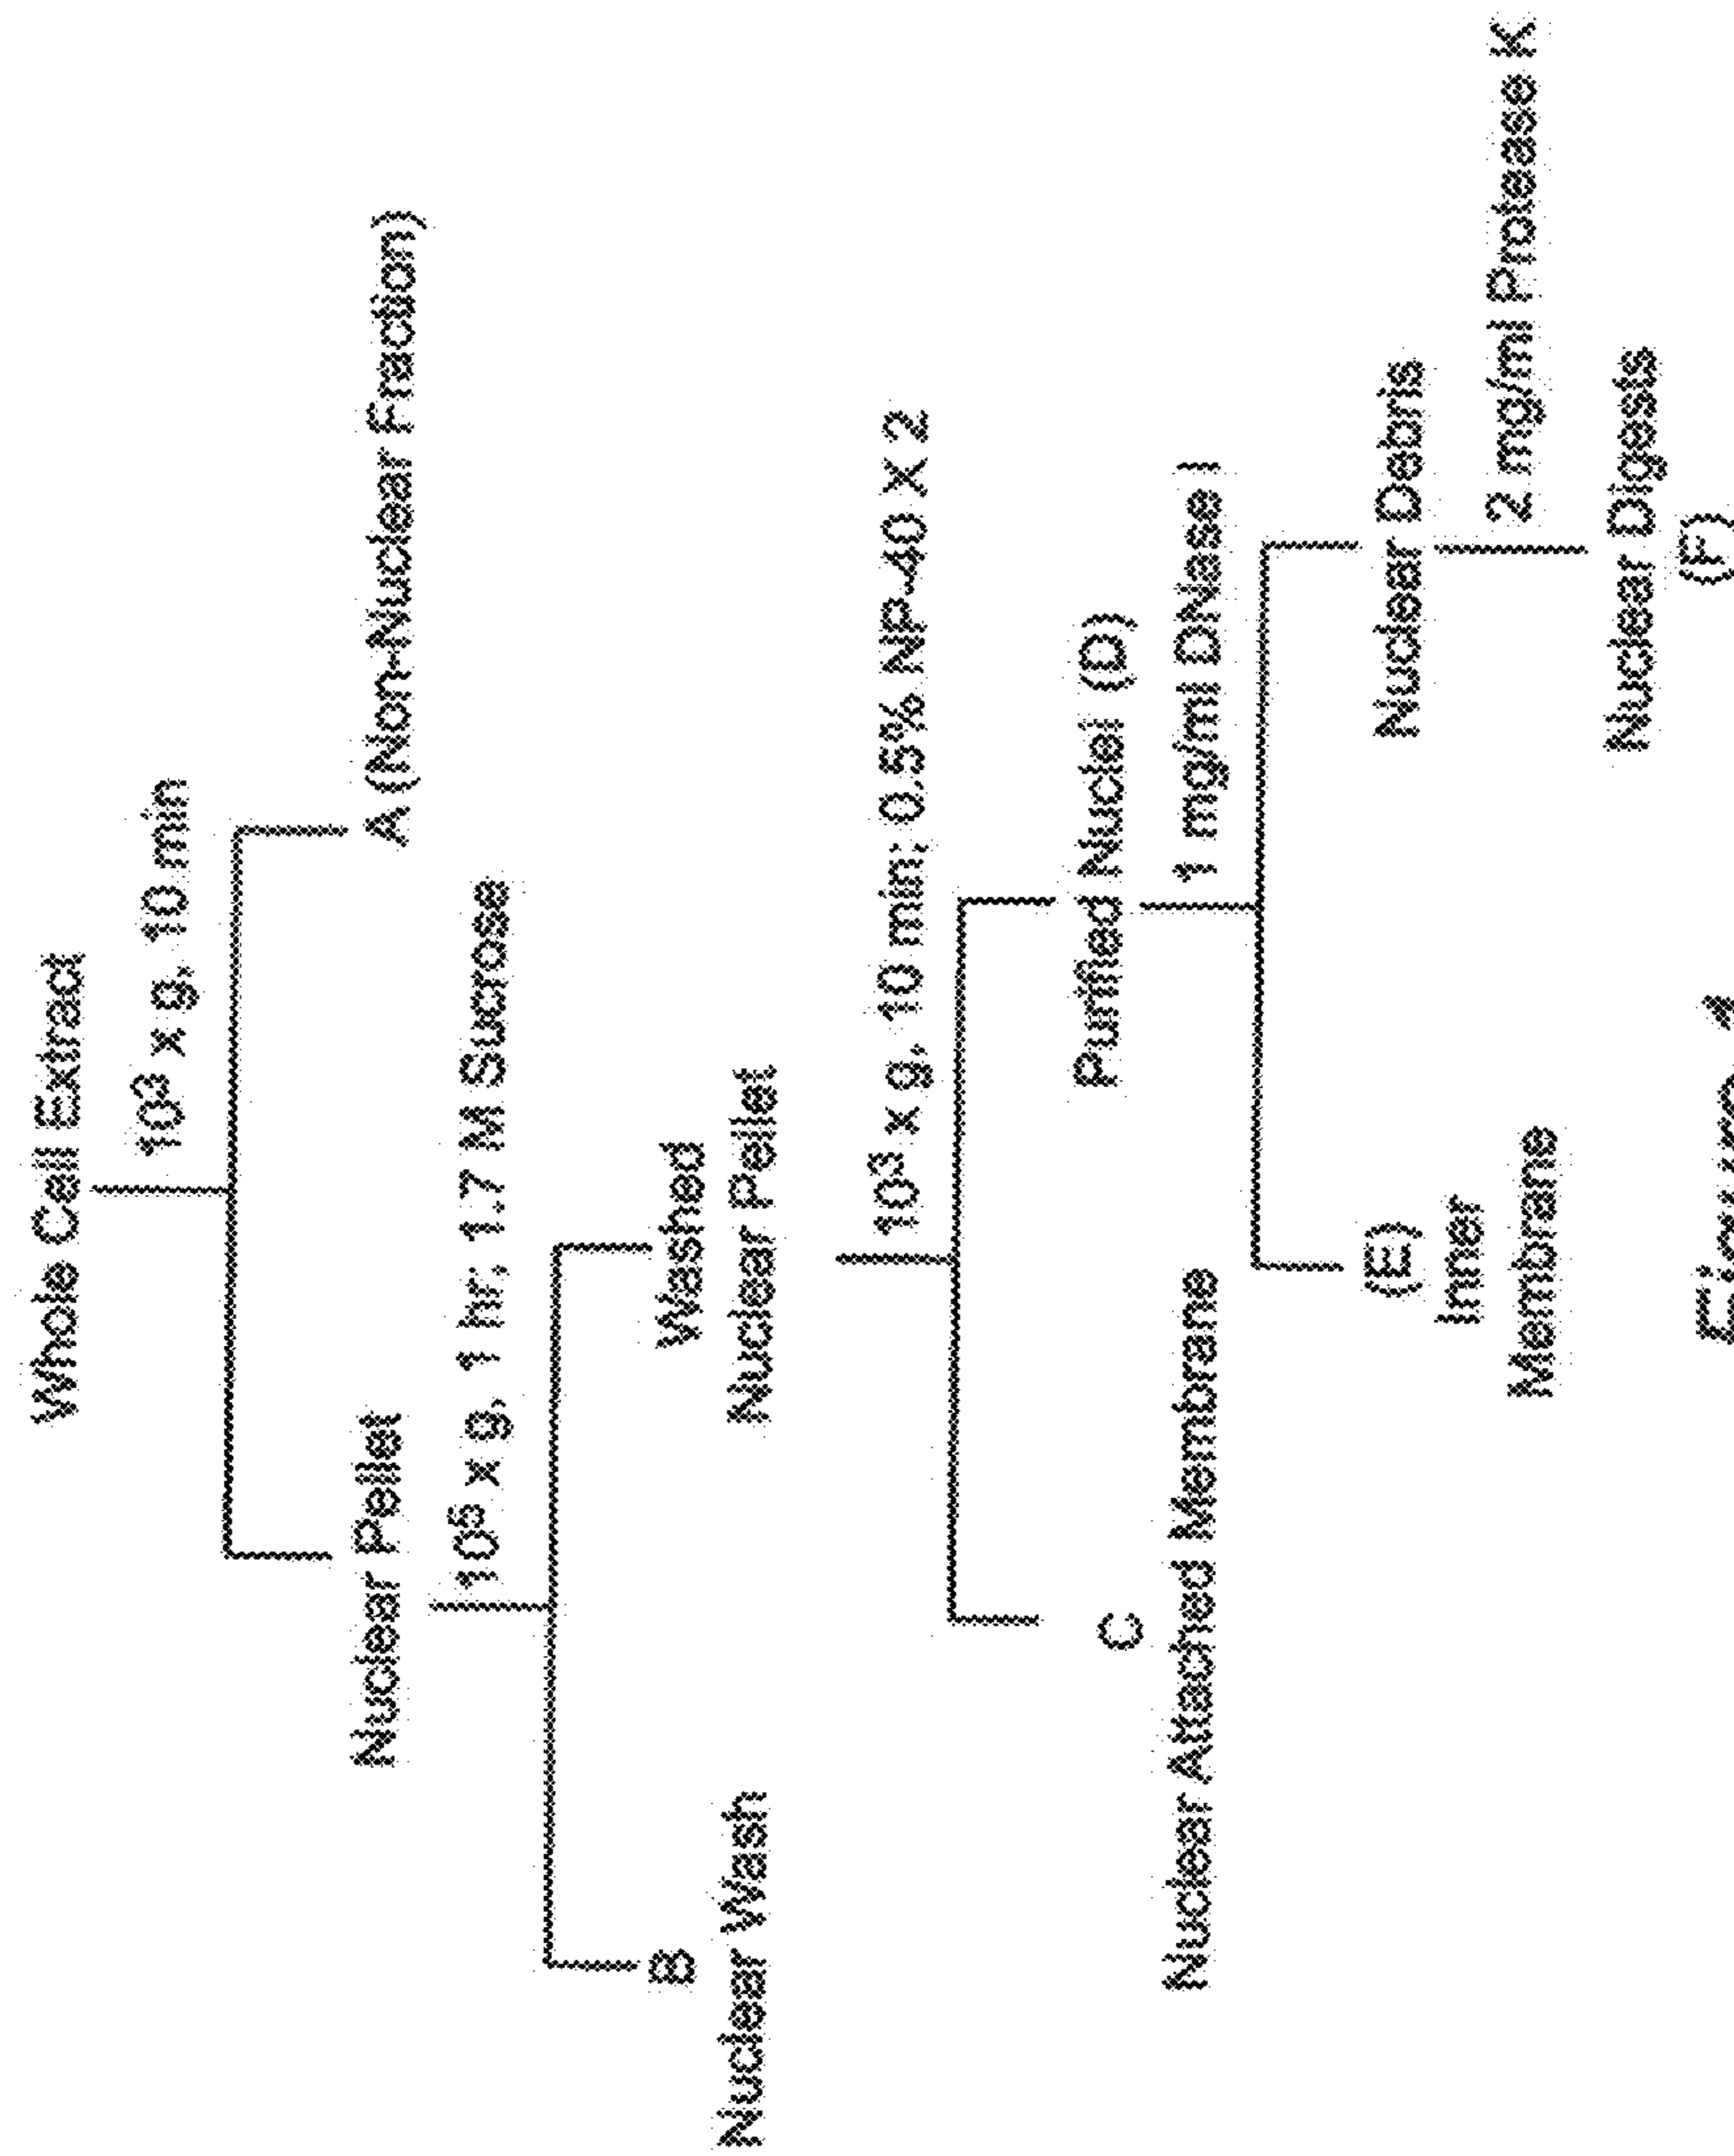 Whole Cell Extract
10³ x g, 10 min
Nuclear Pellet
A (Non-Nuclear Fraction)
10⁵ x g, 1 hr; 1.7 M Sucrose
B
Nuclear Wash
Washed
Nuclear Pellet
10³ x g, 10 min; 0.5% NP-40 X 2
C
Nuclear Attached Membrane
Purified Nuclei (D)
1 mg/ml DNase I
(E)
Inner
Membrane
Nuclear Debris
2 mg/ml Protease K
Nuclear Digests
(F)
Figure 4